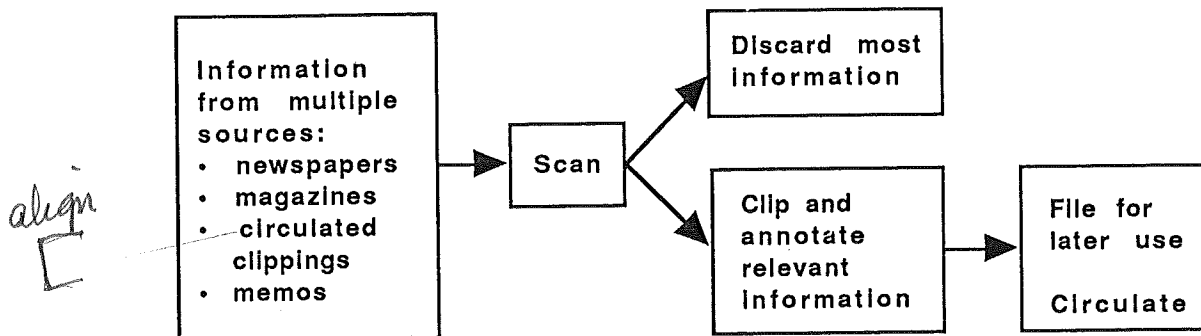 Information
from multiple
sources:
• newspapers
• magazines
• circulated
clippings
• memos
align
Scan
Discard most
information
Clip and
annotate
relevant
information
File for
later use
Circulate